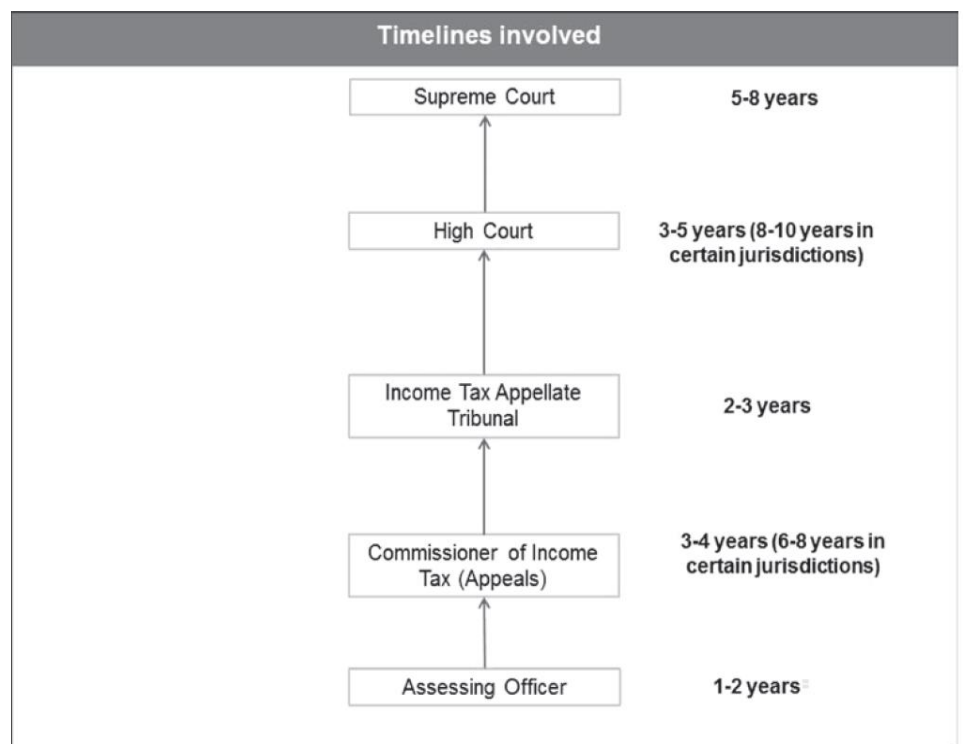 Timelines involved
Supreme Court
5-8 years
High Court
3-5 years (8-10 years in
certain jurisdictions)
Income Tax Appellate
Tribunal
2-3 years
Commissioner of Income
Tax (Appeals)
3-4 years (6-8 years in
certain jurisdictions)
Assessing Officer
1-2 years